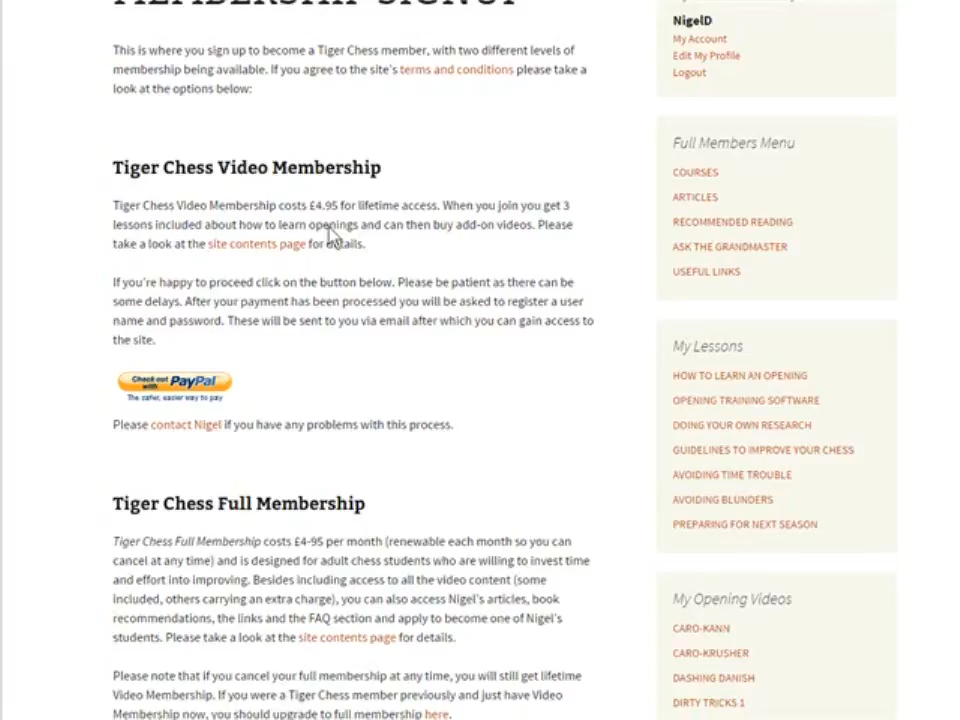 MEMBERSHIP SIGNUP
This is where you sign up to become a Tiger Chess member, with two different levels of
membership being available. If you agree to the site's terms and conditions please take a
look at the options below:
Tiger Chess Video Membership
Tiger Chess Video Membership costs £4.95 for lifetime access. When you join you get 3
lessons included about how to learn openings and can then buy add-on videos. Please
take a look at the site contents page for details.
If you're happy to proceed click on the button below. Please be patient as there can be
some delays. After your payment has been processed you will be asked to register a user
name and password. These will be sent to you via email after which you can gain access to
the site.
Check out
with PayPal
The safer, easier way to pay
Please contact Nigel if you have any problems with this process.
Tiger Chess Full Membership
Tiger Chess Full Membership costs £4-95 per month (renewable each month so you can
cancel at any time) and is designed for adult chess students who are willing to invest time
and effort into improving. Besides including access to all the video content (some
included, others carrying an extra charge), you can also access Nigel's articles, book
recommendations, the links and the FAQ section and apply to become one of Nigel's
students. Please take a look at the site contents page for details.
Please note that if you cancel your full membership at any time, you will still get lifetime
Video Membership. If you were a Tiger Chess member previously and just have Video
Membership now, you should upgrade to full membership here.
NigelD
My Account
Edit My Profile
Logout
Full Members Menu
COURSES
ARTICLES
RECOMMENDED READING
ASK THE GRANDMASTER
USEFUL LINKS
My Lessons
HOW TO LEARN AN OPENING
OPENING TRAINING SOFTWARE
DOING YOUR OWN RESEARCH
GUIDELINES TO IMPROVE YOUR CHESS
AVOIDING TIME TROUBLE
AVOIDING BLUNDERS
PREPARING FOR NEXT SEASON
My Opening Videos
CARO-KANN
CARO-KRUSHER
DASHING DANISH
DIRTY TRICKS 1